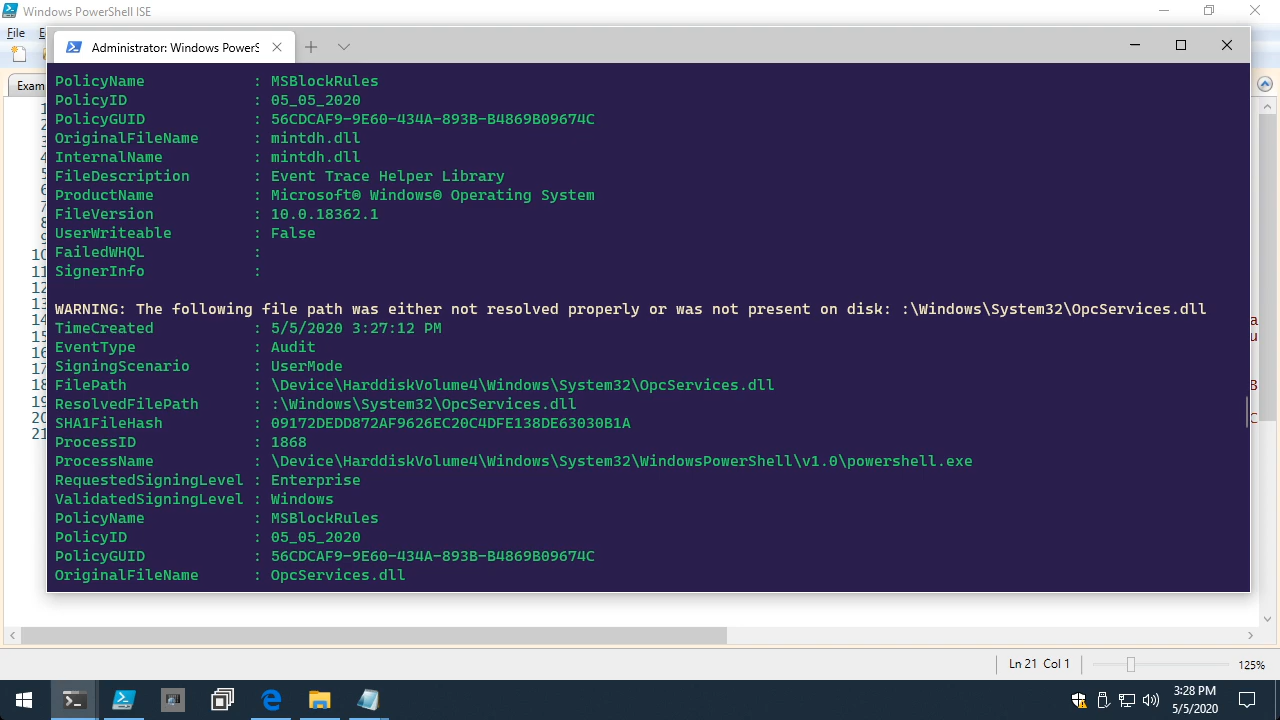 Windows PowerShell ISE
File
Administrator: Windows PowerS
Exam
PolicyName : MSBlockRules
PolicyID : 05_05_2020
PolicyGUID : 56CDCAF9-9E60-434A-893B-B4869B09674C
OriginalFileName : mintdh.dll
InternalName : mintdh.dll
FileDescription : Event Trace Helper Library
ProductName : Microsoft® Windows® Operating System
FileVersion : 10.0.18362.1
UserWriteable : False
FailedWHQL :
SignerInfo :
WARNING: The following file path was either not resolved properly or was not present on disk: :\Windows\System32\OpcServices.dll
TimeCreated : 5/5/2020 3:27:12 PM
EventType : Audit
SigningScenario : UserMode
FilePath : \Device\HarddiskVolume4\Windows\System32\OpcServices.dll
ResolvedFilePath : :\Windows\System32\OpcServices.dll
SHA1FileHash : 09172DEDD872AF9626EC20C4DFE138DE63030B1A
ProcessID : 1868
ProcessName : \Device\HarddiskVolume4\Windows\System32\WindowsPowerShell\v1.0\powershell.exe
RequestedSigningLevel : Enterprise
ValidatedSigningLevel : Windows
PolicyName : MSBlockRules
PolicyID : 05_05_2020
PolicyGUID : 56CDCAF9-9E60-434A-893B-B4869B09674C
OriginalFileName : OpcServices.dll
Ln 21 Col 1
125%
3:28 PM
5/5/2020